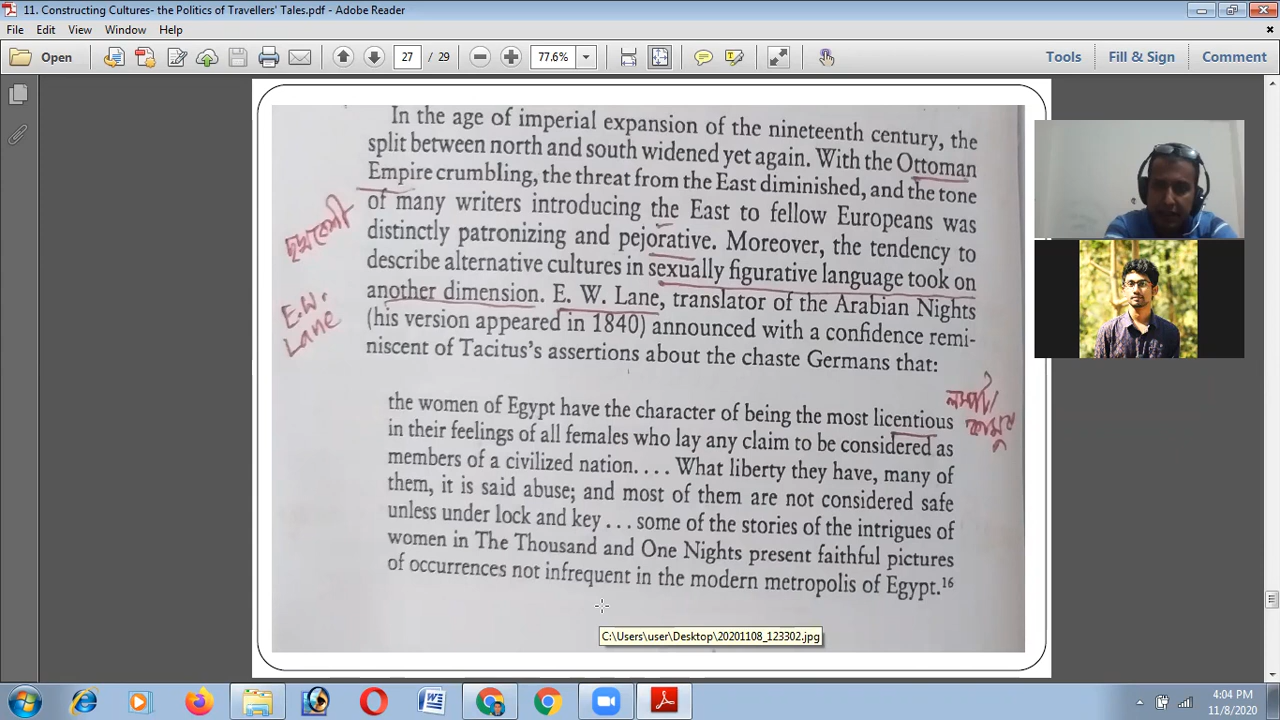 11. Constructing Cultures- the Politics of Travellers' Tales.pdf - Adobe Reader
File Edit View Window Help
Open 27 / 29 77.6% Tools Fill & Sign Comment
In the age of imperial expansion of the nineteenth century, the
split between north and south widened yet again. With the Ottoman
Empire crumbling, the threat from the East diminished, and the tone
of many writers introducing the East to fellow Europeans was
distinctly patronizing and pejorative. Moreover, the tendency to
describe alternative cultures in sexually figurative language took on
another dimension. E. W. Lane, translator of the Arabian Nights
(his version appeared in 1840) announced with a confidence remi-
niscent of Tacitus's assertions about the chaste Germans that:
E.W.
Lane
the women of Egypt have the character of being the most licentious
in their feelings of all females who lay any claim to be considered as
members of a civilized nation.... What liberty they have, many of
them, it is said abuse; and most of them are not considered safe
unless under lock and key ... some of the stories of the intrigues of
women in The Thousand and One Nights present faithful pictures
of occurrences not infrequent in the modern metropolis of Egypt.16
লম্পট/
কামুক
C:\Users\user\Desktop\20201108_123302.jpg
4:04 PM
11/8/2020